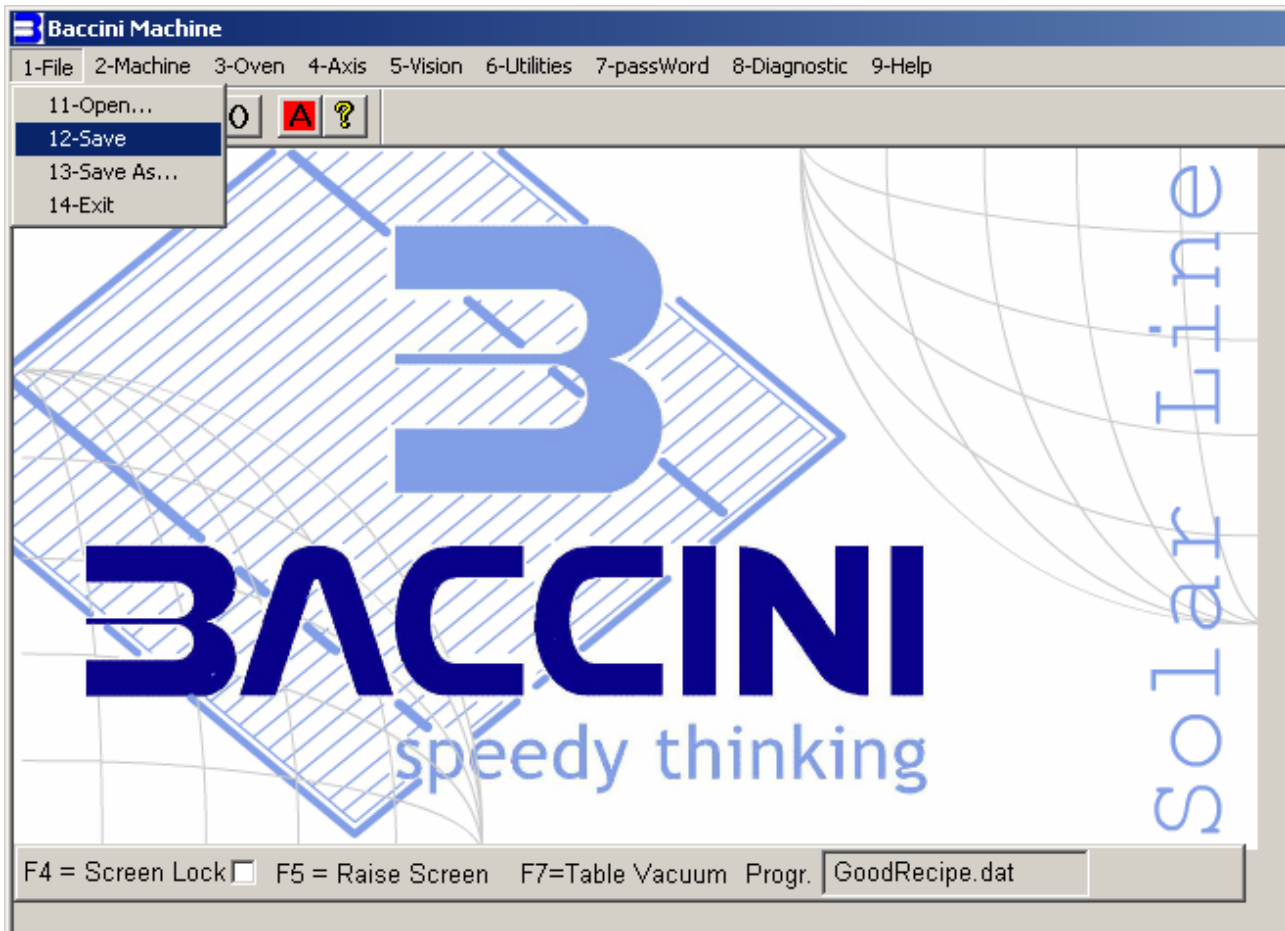 Baccini Machine
1-File 2-Machine 3-Oven 4-Axis 5-Vision 6-Utilities 7-passWord 8-Diagnostic 9-Help
11-Open...
12-Save
13-Save As...
14-Exit
O A ?
Solar Line
BACCINI
speedy thinking
F4 = Screen Lock F5 = Raise Screen F7=Table Vacuum Progr. GoodRecipe.dat